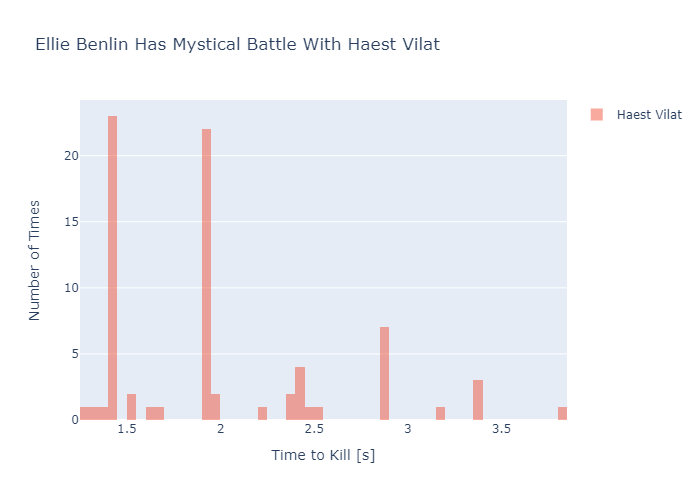 Ellie Benlin Has Mystical Battle With Haest Vilat
Haest Vilat
Number of Times
20
15
10
5
0
1.5 2 2.5 3 3.5
Time to Kill [s]